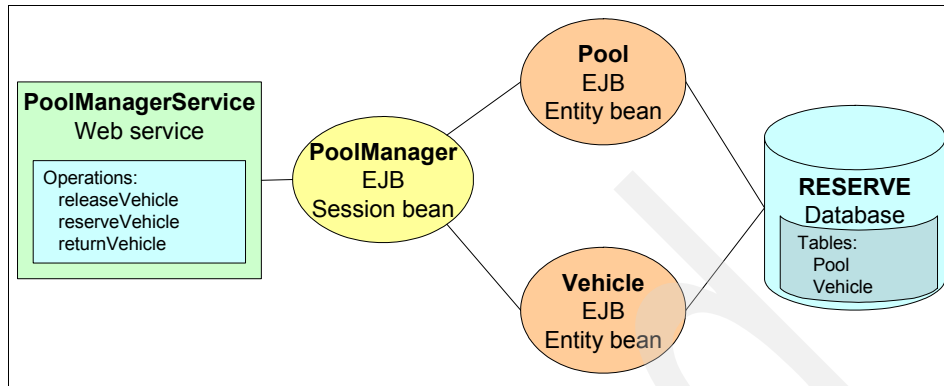 PoolManagerService
Web service
Operations:
releaseVehicle
reserveVehicle
returnVehicle
PoolManager
EJB
Session bean
Pool
EJB
Entity bean
Vehicle
EJB
Entity bean
RESERVE
Database
Tables:
Pool
Vehicle